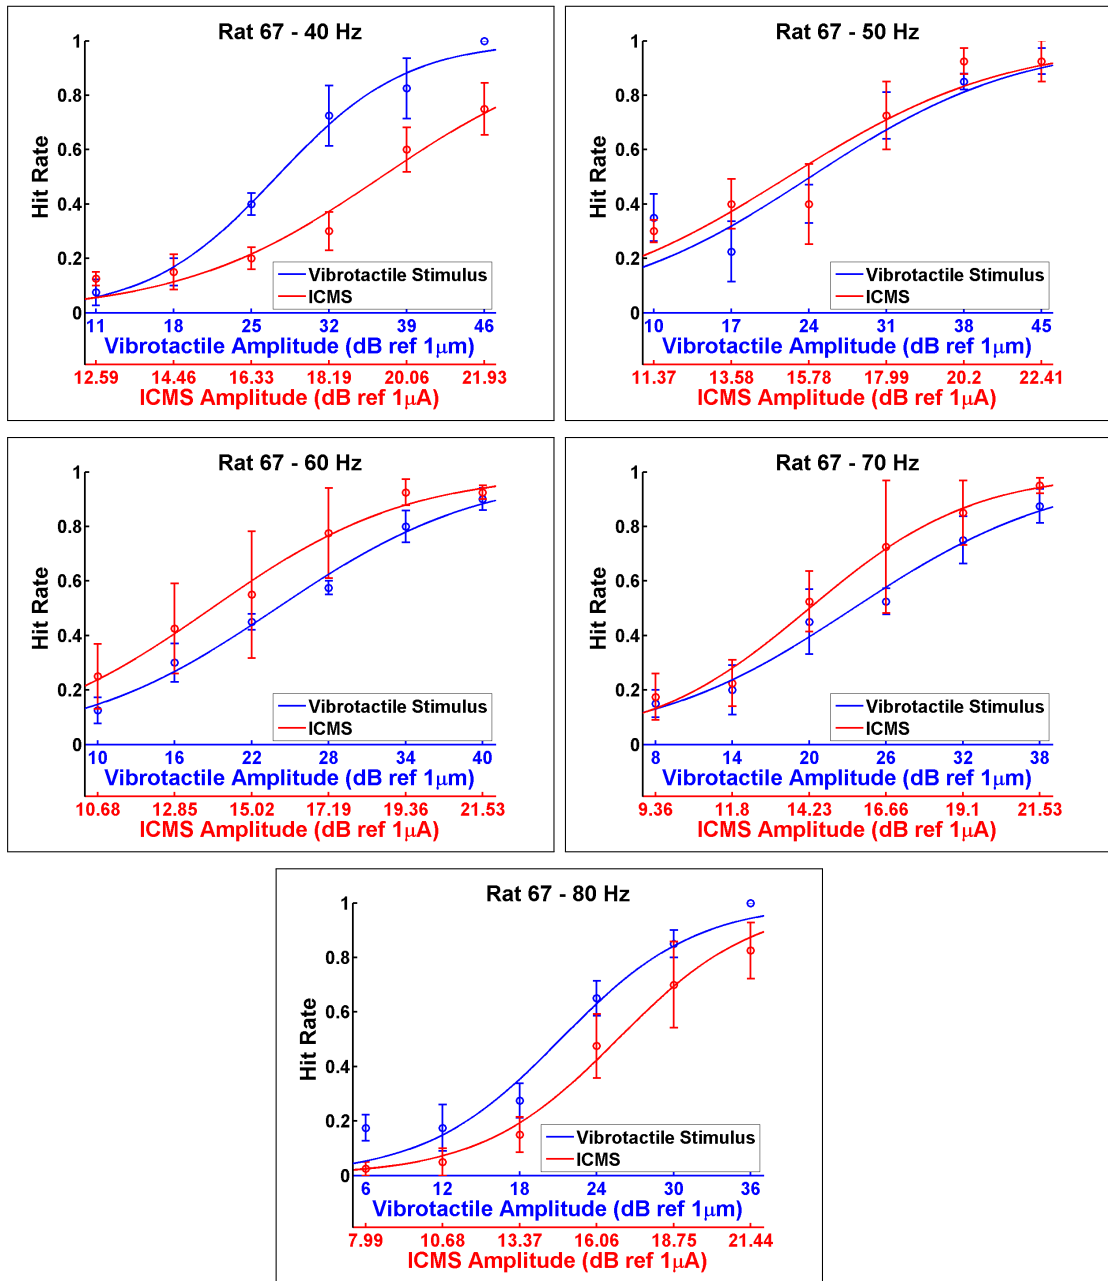 Rat 67 - 40 Hz
1
0.8
0.6
0.4
0.2
0
Hit Rate
Vibrotactile Stimulus
ICMS
11 18 25 32 39 46
Vibrotactile Amplitude (dB ref 1μm)
12.59 14.46 16.33 18.19 20.06 21.93
ICMS Amplitude (dB ref 1μA)
Rat 67 - 50 Hz
1
0.8
0.6
0.4
0.2
0
Hit Rate
Vibrotactile Stimulus
ICMS
10 17 24 31 38 45
Vibrotactile Amplitude (dB ref 1μm)
11.37 13.58 15.78 17.99 20.2 22.41
ICMS Amplitude (dB ref 1μA)
Rat 67 - 60 Hz
1
0.8
0.6
0.4
0.2
0
Hit Rate
Vibrotactile Stimulus
ICMS
10 16 22 28 34 40
Vibrotactile Amplitude (dB ref 1μm)
10.68 12.85 15.02 17.19 19.36 21.53
ICMS Amplitude (dB ref 1μA)
Rat 67 - 70 Hz
1
0.8
0.6
0.4
0.2
0
Hit Rate
Vibrotactile Stimulus
ICMS
8 14 20 26 32 38
Vibrotactile Amplitude (dB ref 1μm)
9.36 11.8 14.23 16.66 19.1 21.53
ICMS Amplitude (dB ref 1μA)
Rat 67 - 80 Hz
1
0.8
0.6
0.4
0.2
0
Hit Rate
Vibrotactile Stimulus
ICMS
6 12 18 24 30 36
Vibrotactile Amplitude (dB ref 1μm)
7.99 10.68 13.37 16.06 18.75 21.44
ICMS Amplitude (dB ref 1μA)